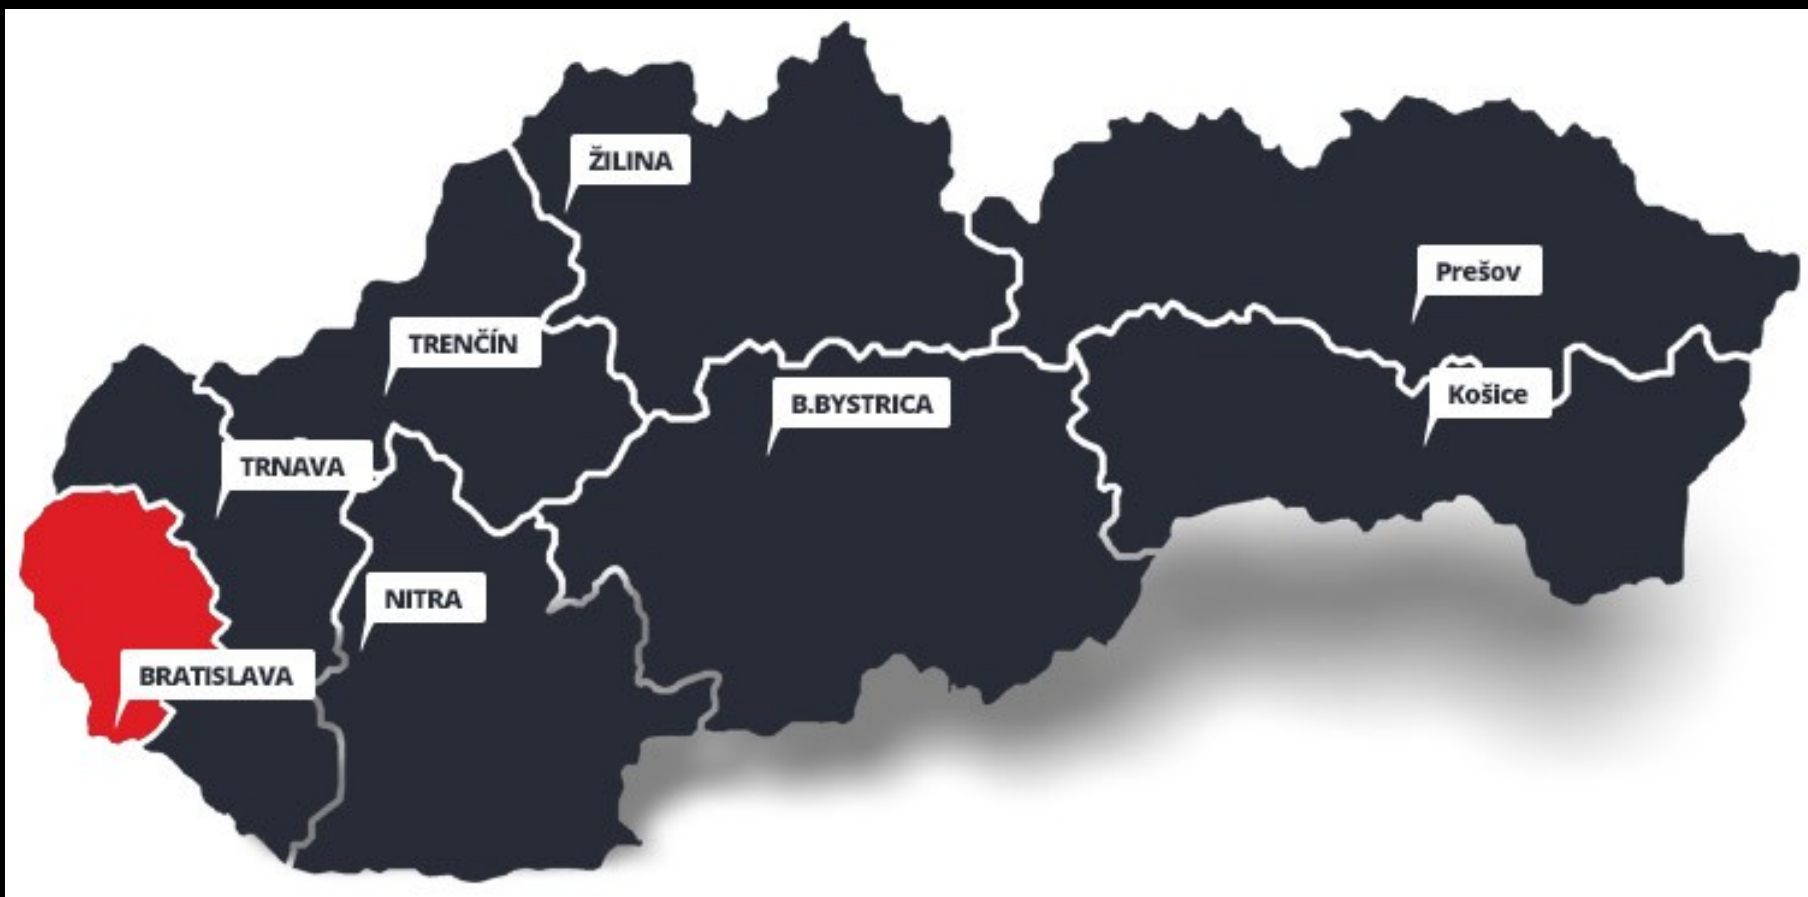 ŽILINA
Prešov
TRENČÍN
B.BYSTRICA
Košice
TRNAVA
NITRA
BRATISLAVA